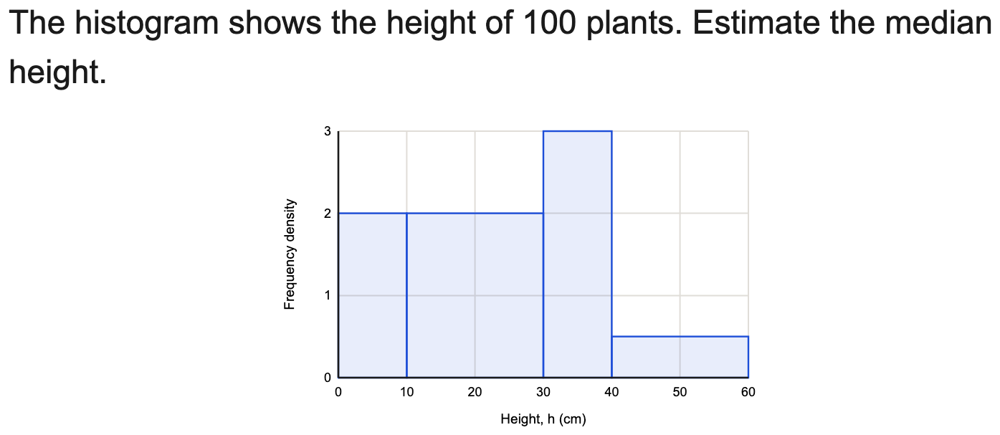 The histogram shows the height of 100 plants. Estimate the median
height.
3
2
1
0
Frequency density
0 10 20 30 40 50 60
Height, h (cm)